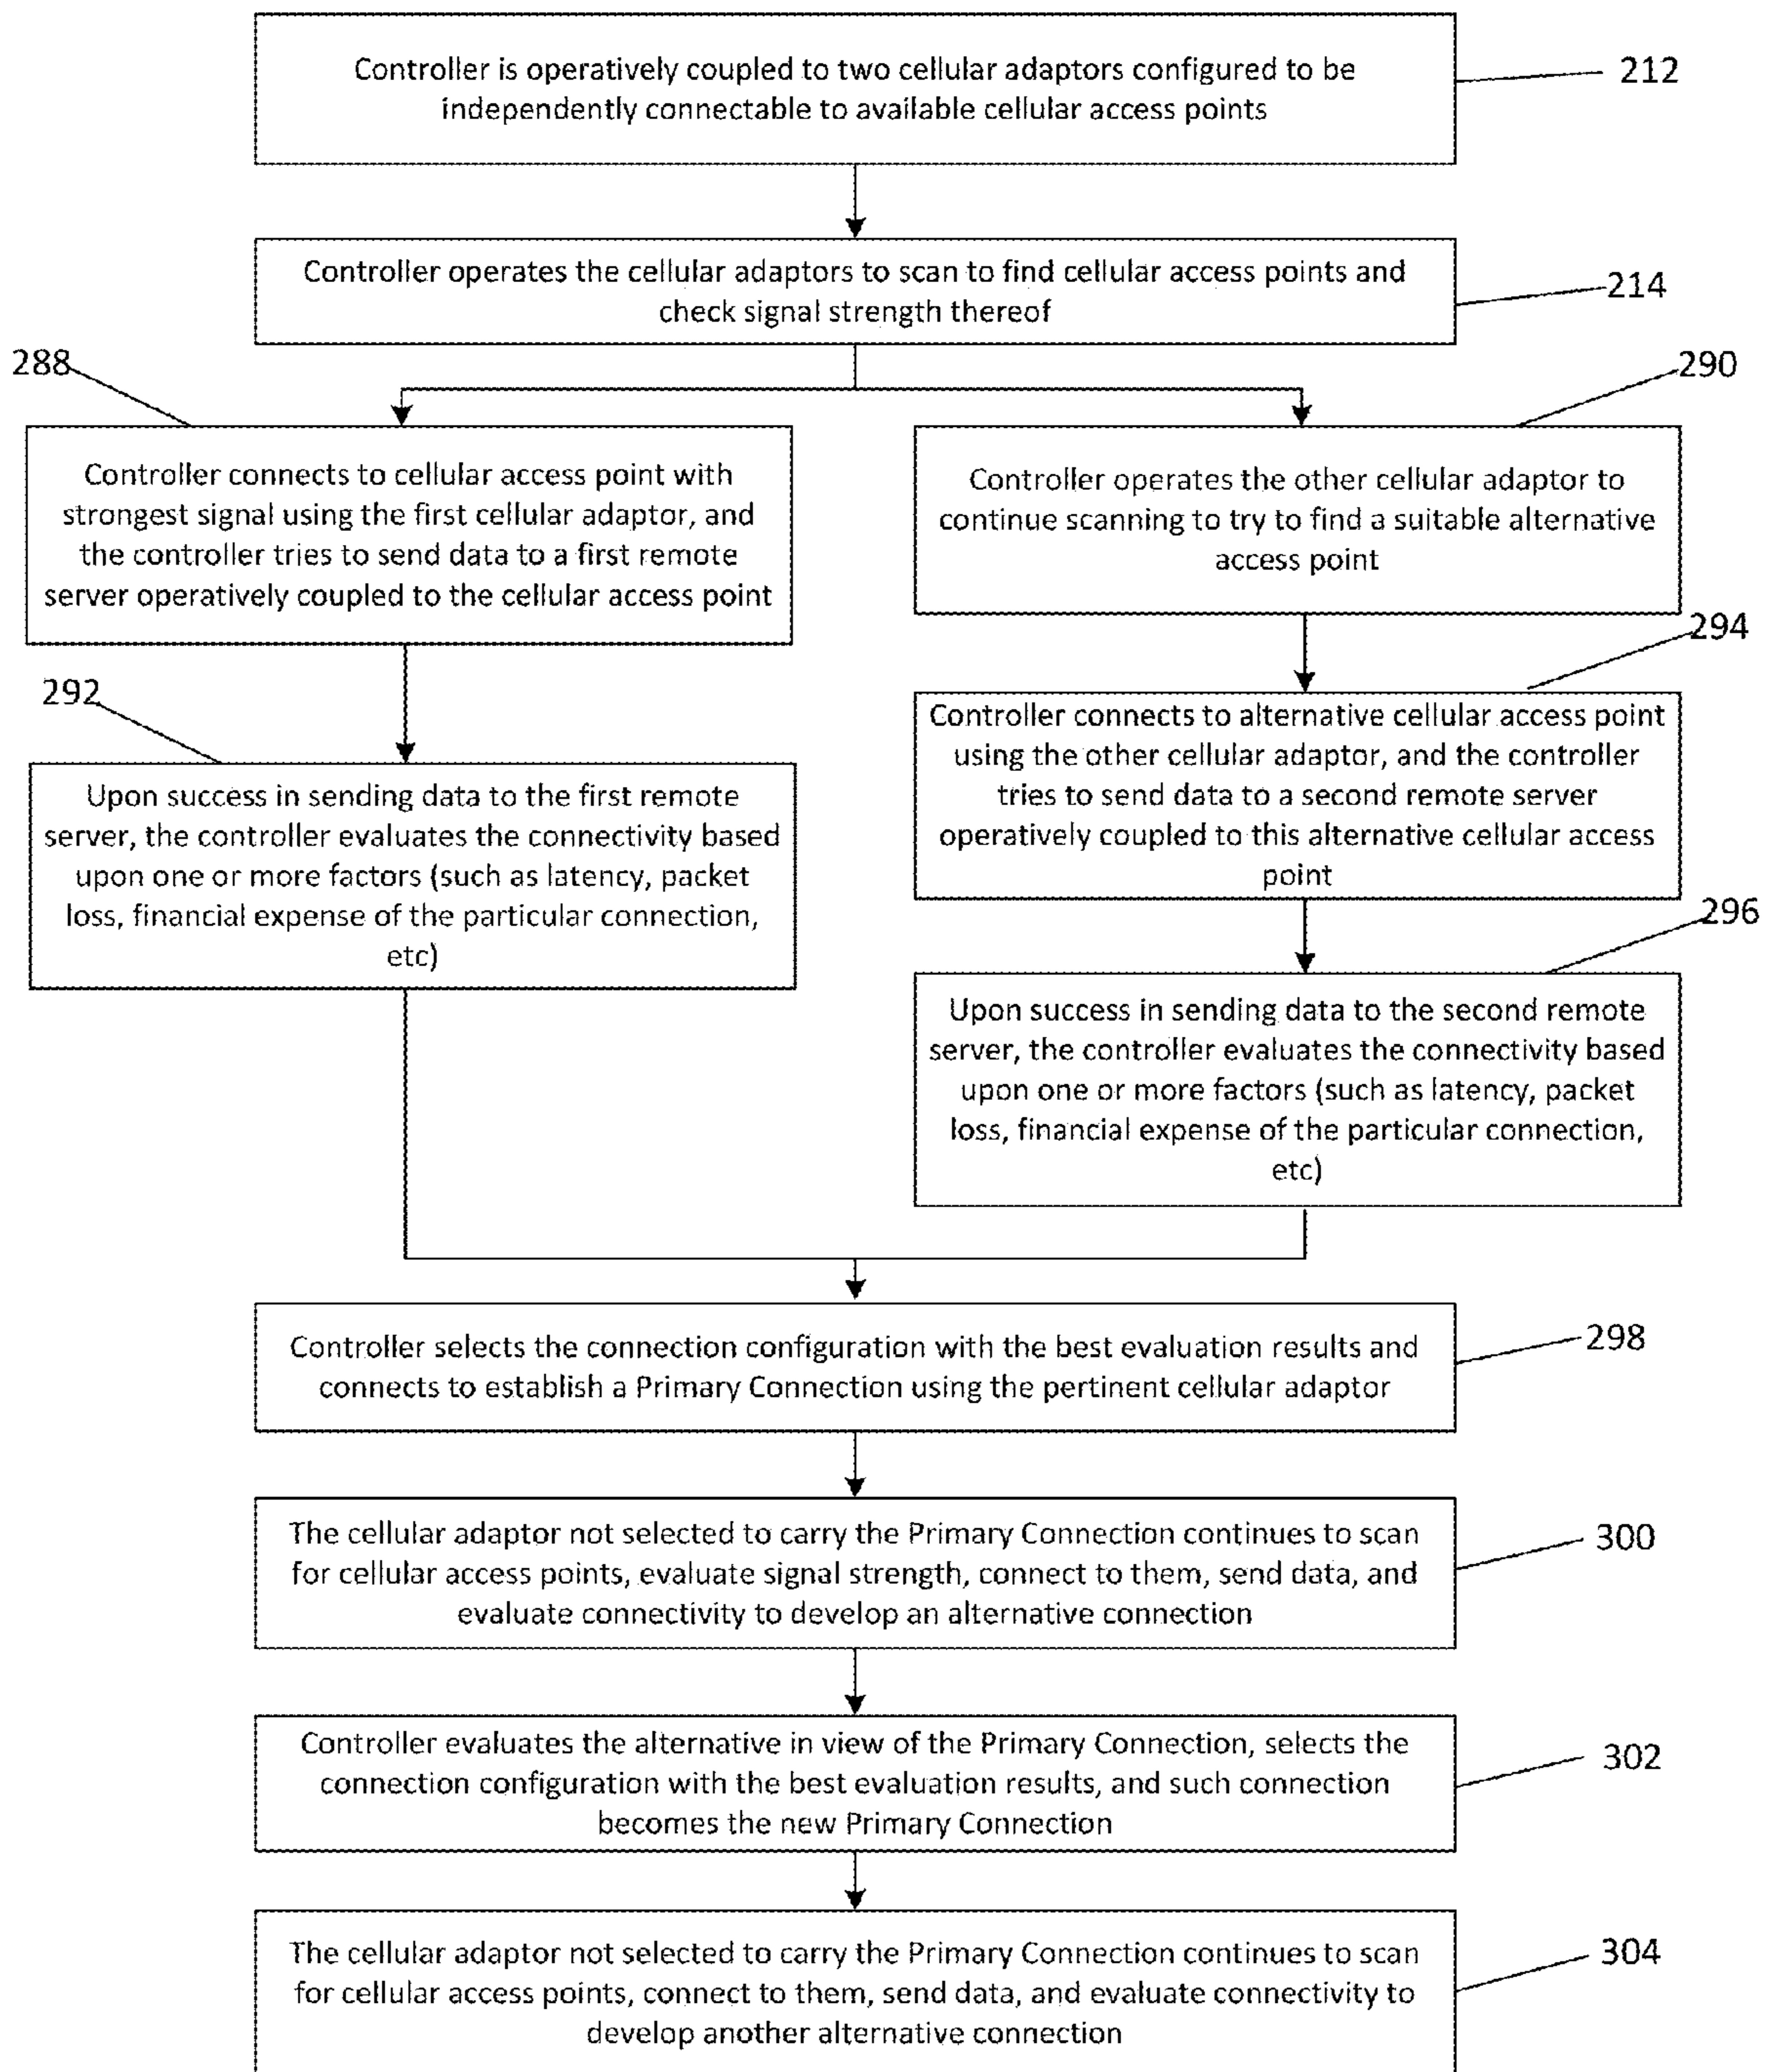 Controller is operatively coupled to two cellular adaptors configured to be
independently connectable to available cellular access points
212
Controller operates the cellular adaptors to scan to find cellular access points and
check signal strength thereof
214
288
290
Controller connects to cellular access point with
strongest signal using the first cellular adaptor, and
the controller tries to send data to a first remote
server operatively coupled to the cellular access point
Controller operates the other cellular adaptor to
continue scanning to try to find a suitable alternative
access point
292
294
Upon success in sending data to the first remote
server, the controller evaluates the connectivity based
upon one or more factors (such as latency, packet
loss, financial expense of the particular connection,
etc)
Controller connects to alternative cellular access point
using the other cellular adaptor, and the controller
tries to send data to a second remote server
operatively coupled to this alternative cellular access
point
296
Upon success in sending data to the second remote
server, the controller evaluates the connectivity based
upon one or more factors (such as latency, packet
loss, financial expense of the particular connection,
etc)
Controller selects the connection configuration with the best evaluation results and
connects to establish a Primary Connection using the pertinent cellular adaptor
298
The cellular adaptor not selected to carry the Primary Connection continues to scan
for cellular access points, evaluate signal strength, connect to them, send data, and
evaluate connectivity to develop an alternative connection
300
Controller evaluates the alternative in view of the Primary Connection, selects the
connection configuration with the best evaluation results, and such connection
becomes the new Primary Connection
302
The cellular adaptor not selected to carry the Primary Connection continues to scan
for cellular access points, connect to them, send data, and evaluate connectivity to
develop another alternative connection
304